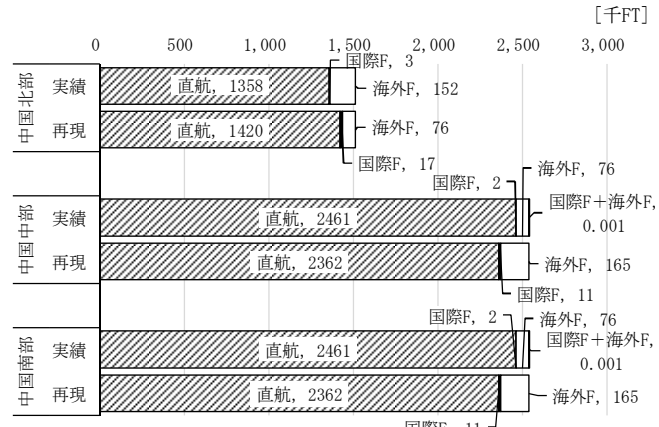 [千FT]
0 500 1,000 1,500 2,000 2,500 3,000
国際F, 3
中国北部
実績 直航, 1358 海外F, 152
再現 直航, 1420 海外F, 76
国際F, 17
海外F, 76
国際F, 2
中国中部
実績 直航, 2461 国際F＋海外F, 0.001
再現 直航, 2362 海外F, 165
国際F, 11
国際F, 2 海外F, 76
中国南部
実績 直航, 2461 国際F＋海外F, 0.001
再現 直航, 2362 海外F, 165
国際F, 11